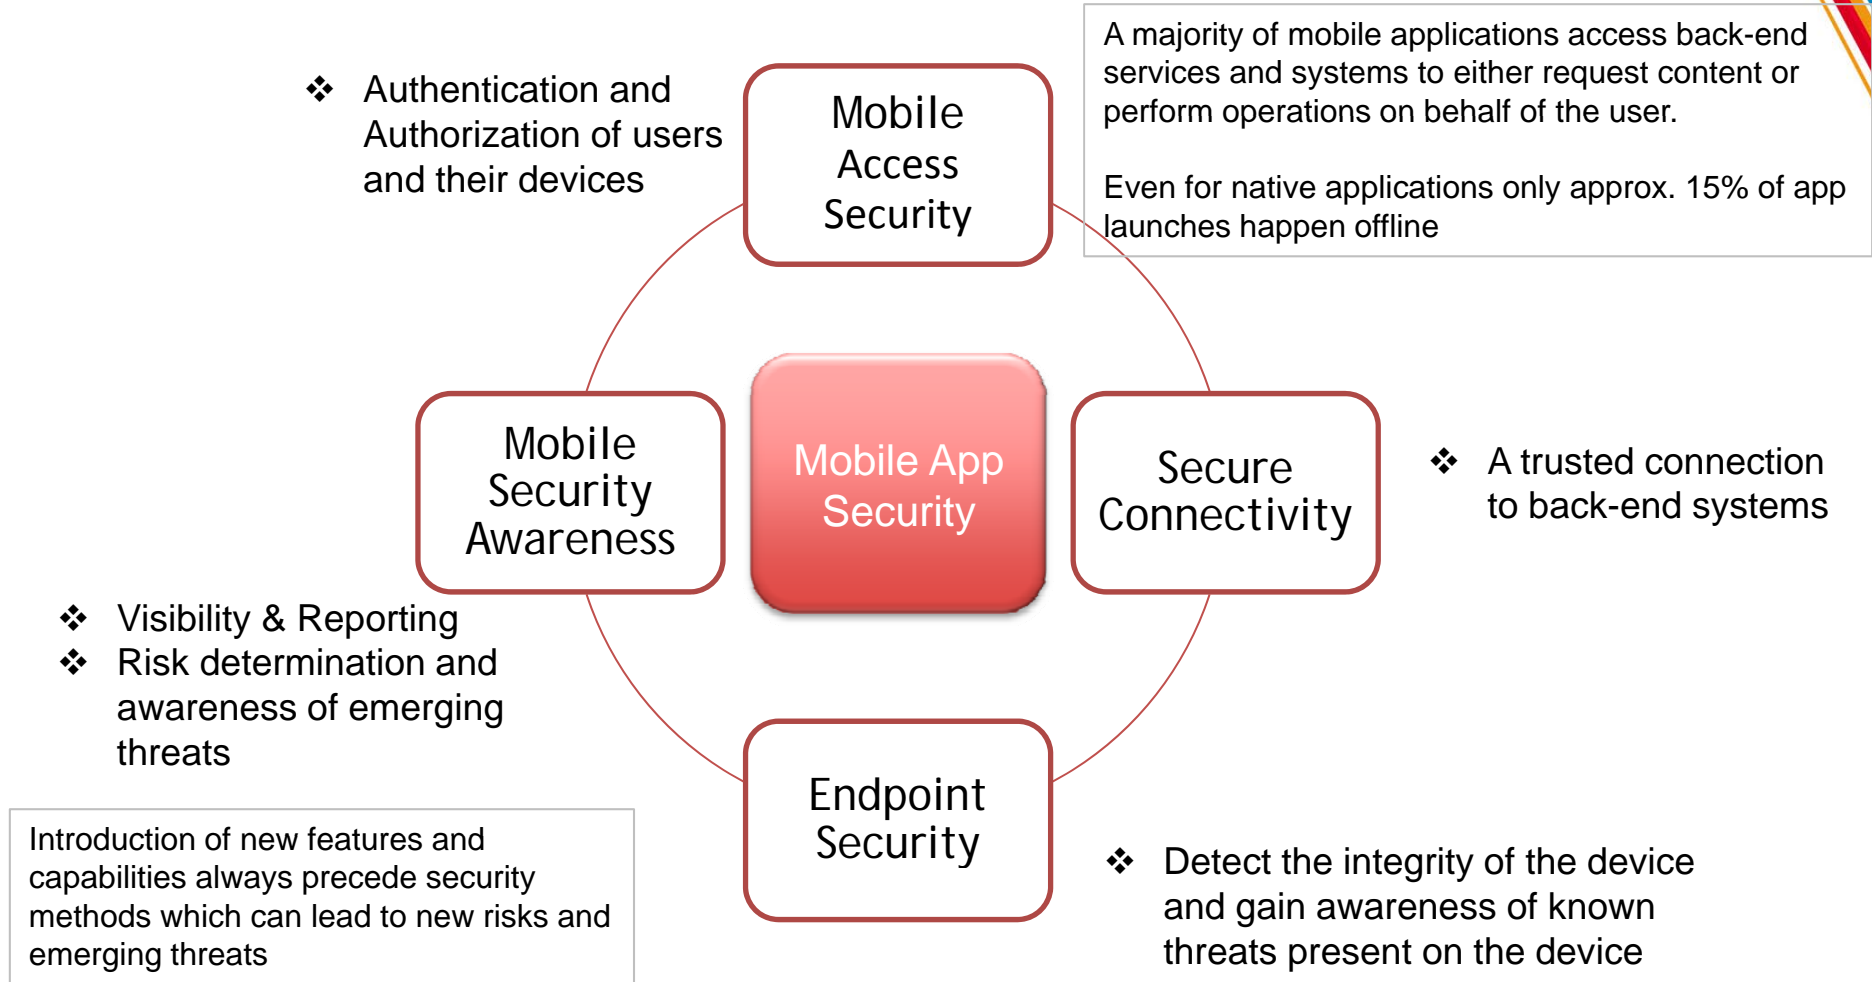 ❖ Authentication and
Authorization of users
and their devices
Mobile
Access
Security
A majority of mobile applications access back-end
services and systems to either request content or
perform operations on behalf of the user.
Even for native applications only approx. 15% of app
launches happen offline
Mobile
Security
Awareness
Mobile App
Security
Secure
Connectivity
❖ A trusted connection
to back-end systems
❖ Visibility & Reporting
❖ Risk determination and
awareness of emerging
threats
Endpoint
Security
Introduction of new features and
capabilities always precede security
methods which can lead to new risks and
emerging threats
❖ Detect the integrity of the device
and gain awareness of known
threats present on the device